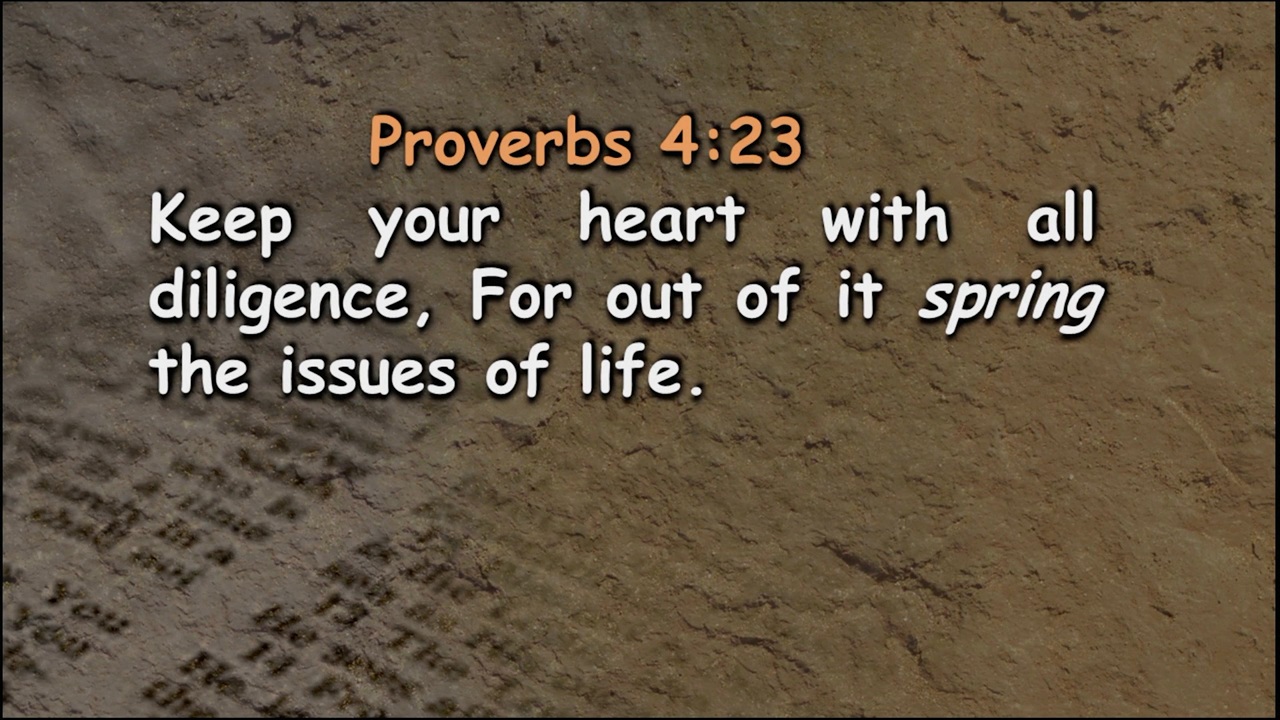 Proverbs 4:23
Keep your heart with all
diligence, For out of it spring
the issues of life.